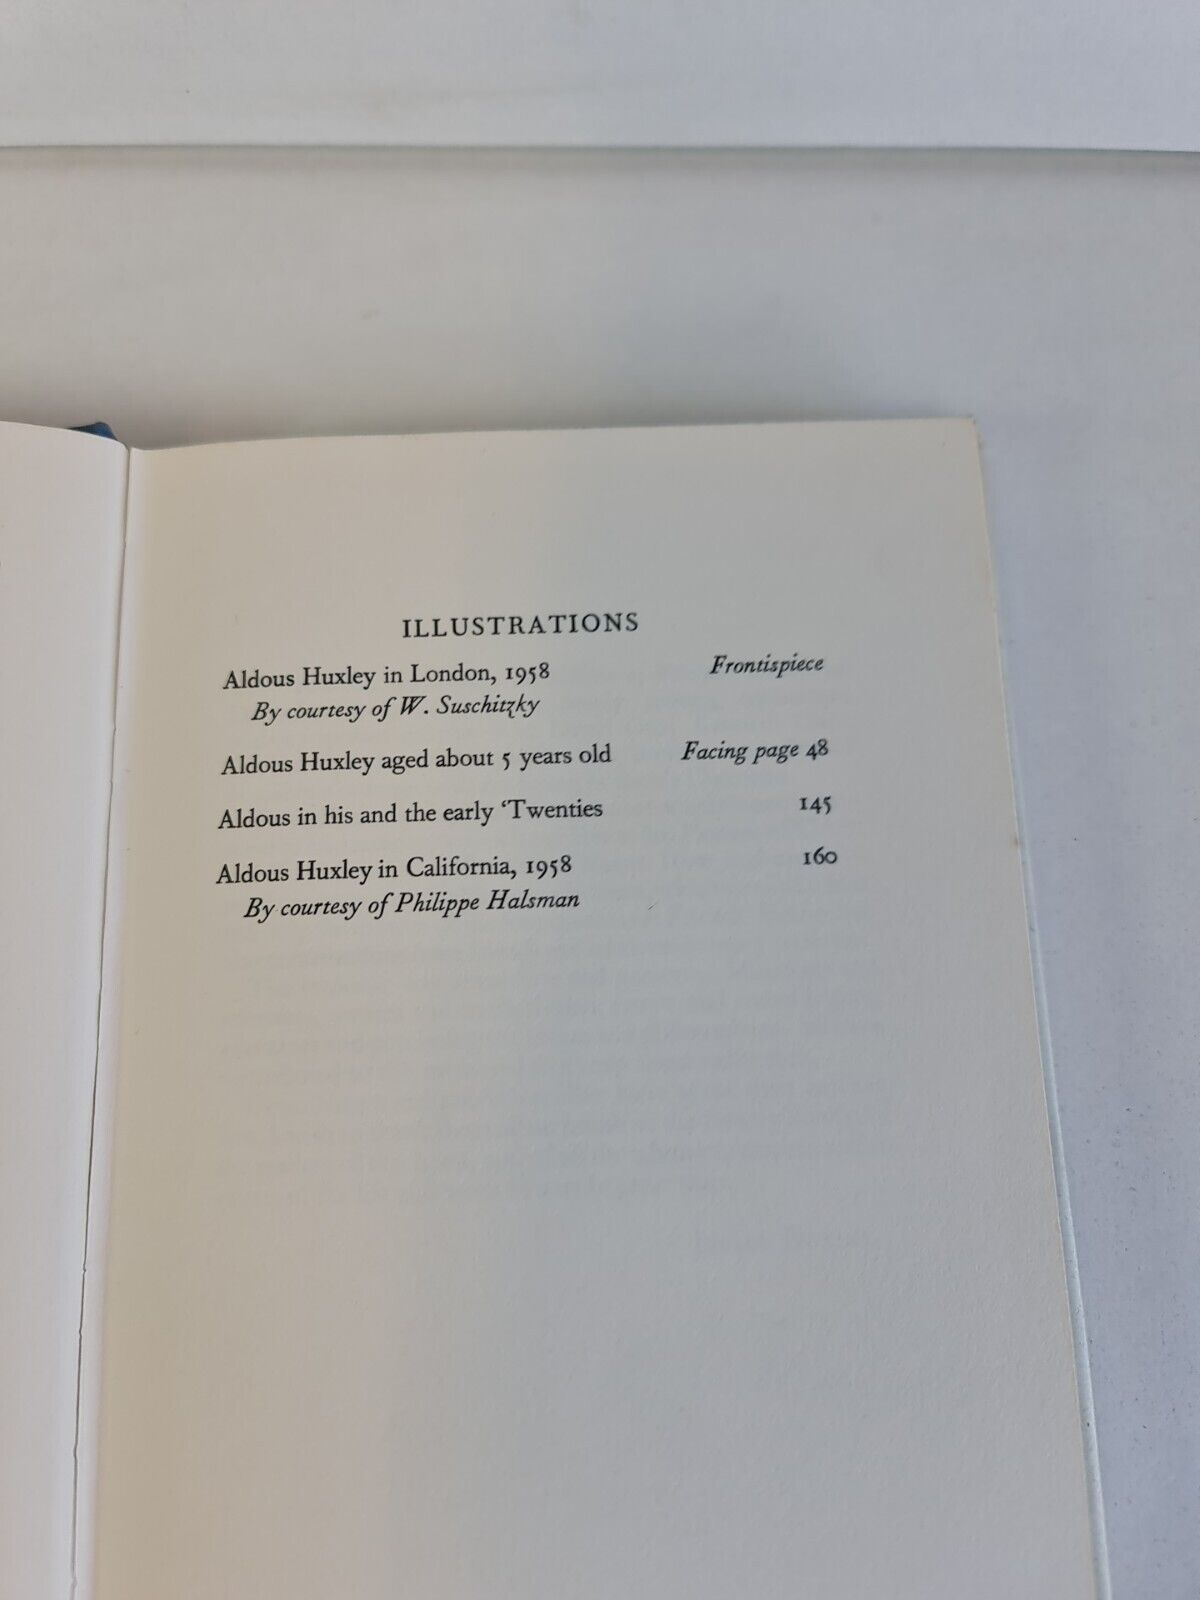 ILLUSTRATIONS
Aldous Huxley in London, 1958 Frontispiece
By courtesy of W. Suschitzky
Aldous Huxley aged about 5 years old Facing page 48
Aldous in his and the early ‘Twenties 145
Aldous Huxley in California, 1958 160
By courtesy of Philippe Halsman